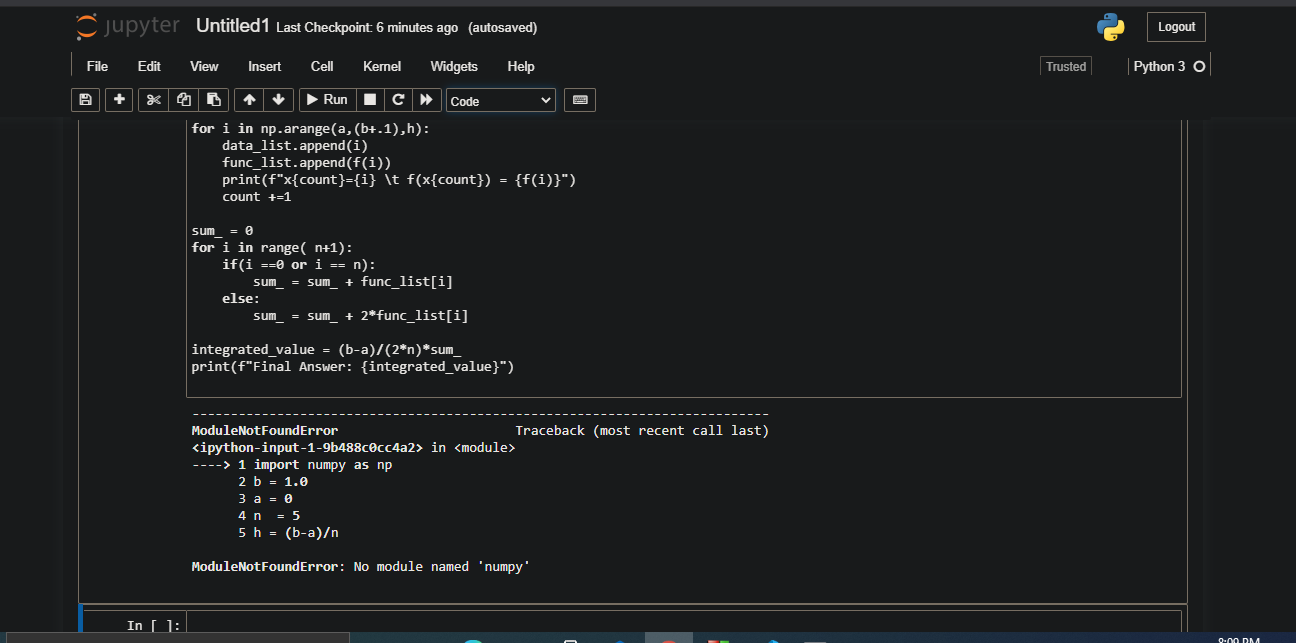 jupyter Untitled1 Last Checkpoint: 6 minutes ago (autosaved) Logout
File Edit View Insert Cell Kernel Widgets Help Trusted Python 3
Run Code
for i in np.arange(a,(b+.1),h):
    data_list.append(i)
    func_list.append(f(i))
    print(f"x{count}={i} \t f(x{count}) = {f(i)}")
    count +=1
sum_ = 0
for i in range( n+1):
    if(i ==0 or i == n):
        sum_ = sum_ + func_list[i]
    else:
        sum_ = sum_ + 2*func_list[i]
integrated_value = (b-a)/(2*n)*sum_
print(f"Final Answer: {integrated_value}")
---------------------------------------------------------------------------
ModuleNotFoundError                       Traceback (most recent call last)
<ipython-input-1-9b488c0cc4a2> in <module>
----> 1 import numpy as np
      2 b = 1.0
      3 a = 0
      4 n  = 5
      5 h = (b-a)/n
ModuleNotFoundError: No module named 'numpy'
In [ ]:
8:09 PM